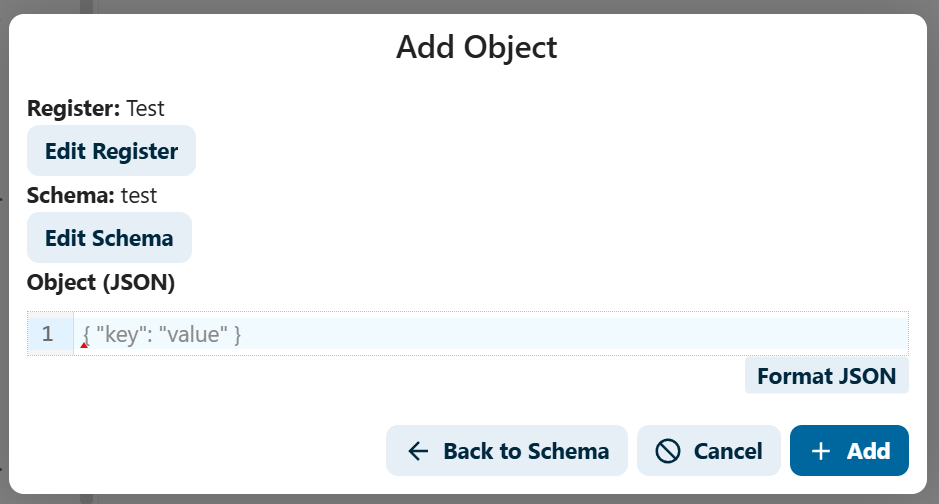 Add Object
Register: Test
Edit Register
Schema: test
Edit Schema
Object (JSON)
1 { "key": "value" }
Format JSON
Back to Schema Cancel Add